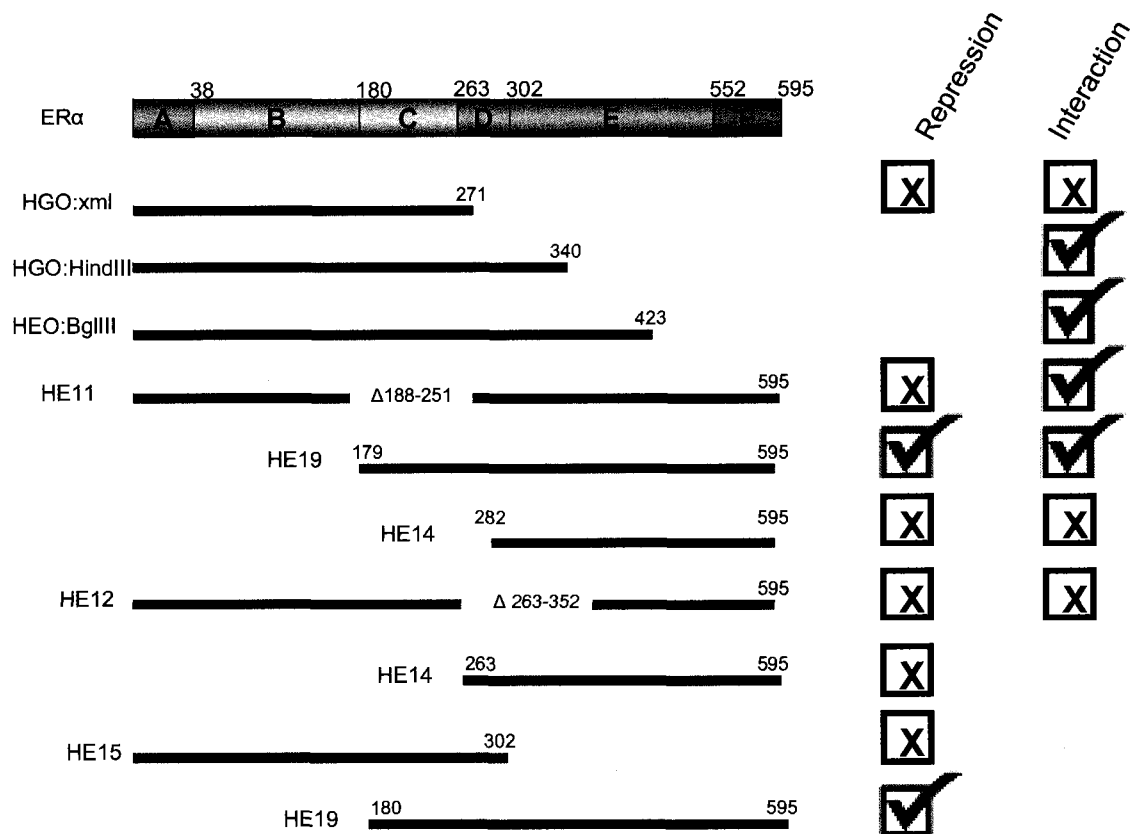 Repression
Interaction
38 180 263 302 552 595
ERα A B C D E F
X X
HGO:xml 271
HGO:HindIII 340
HEO:BglIII 423
HE11 Δ188-251 595 X
HE19 179 595
HE14 282 595 X X
HE12 Δ 263-352 595 X X
HE14 263 595 X
HE15 302 X
HE19 180 595